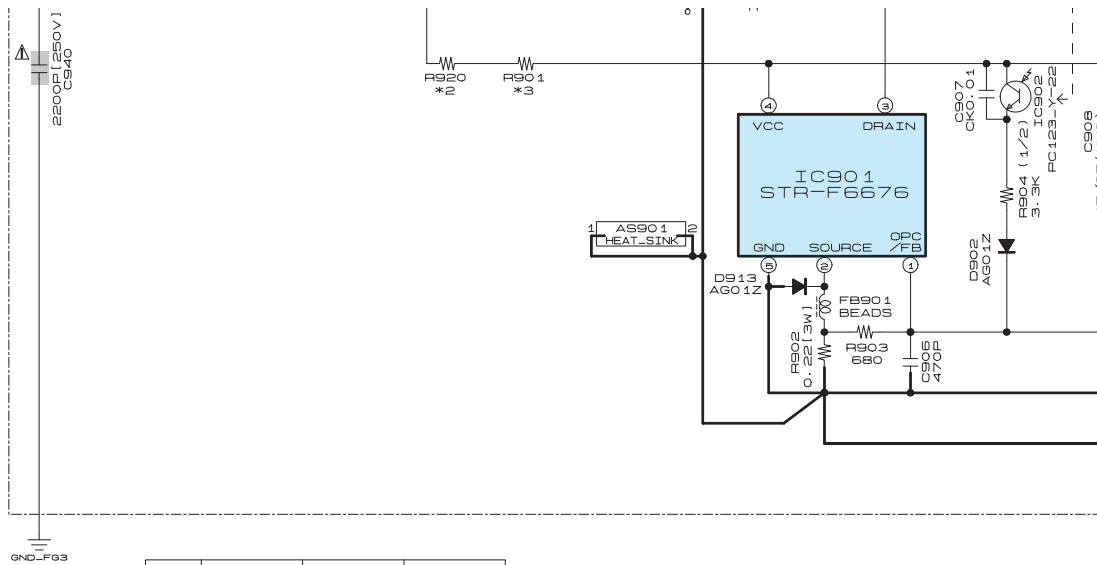 2200P[250V]
C940
R920
*2
R901
*3
4
3
VCC
DRAIN
IC901
STR-F6676
OPC
/FB
GND
SOURCE
5
2
1
1
AS901
2
HEAT_SINK
D913
AG01Z
FB901
BEADS
R902
0.22[3W]
R903
680
C906
470P
C907
CK0.01
IC902
PC123_Y-22
R904 (1/2)
3.3K
D902
AG01Z
C908
GND_FG3